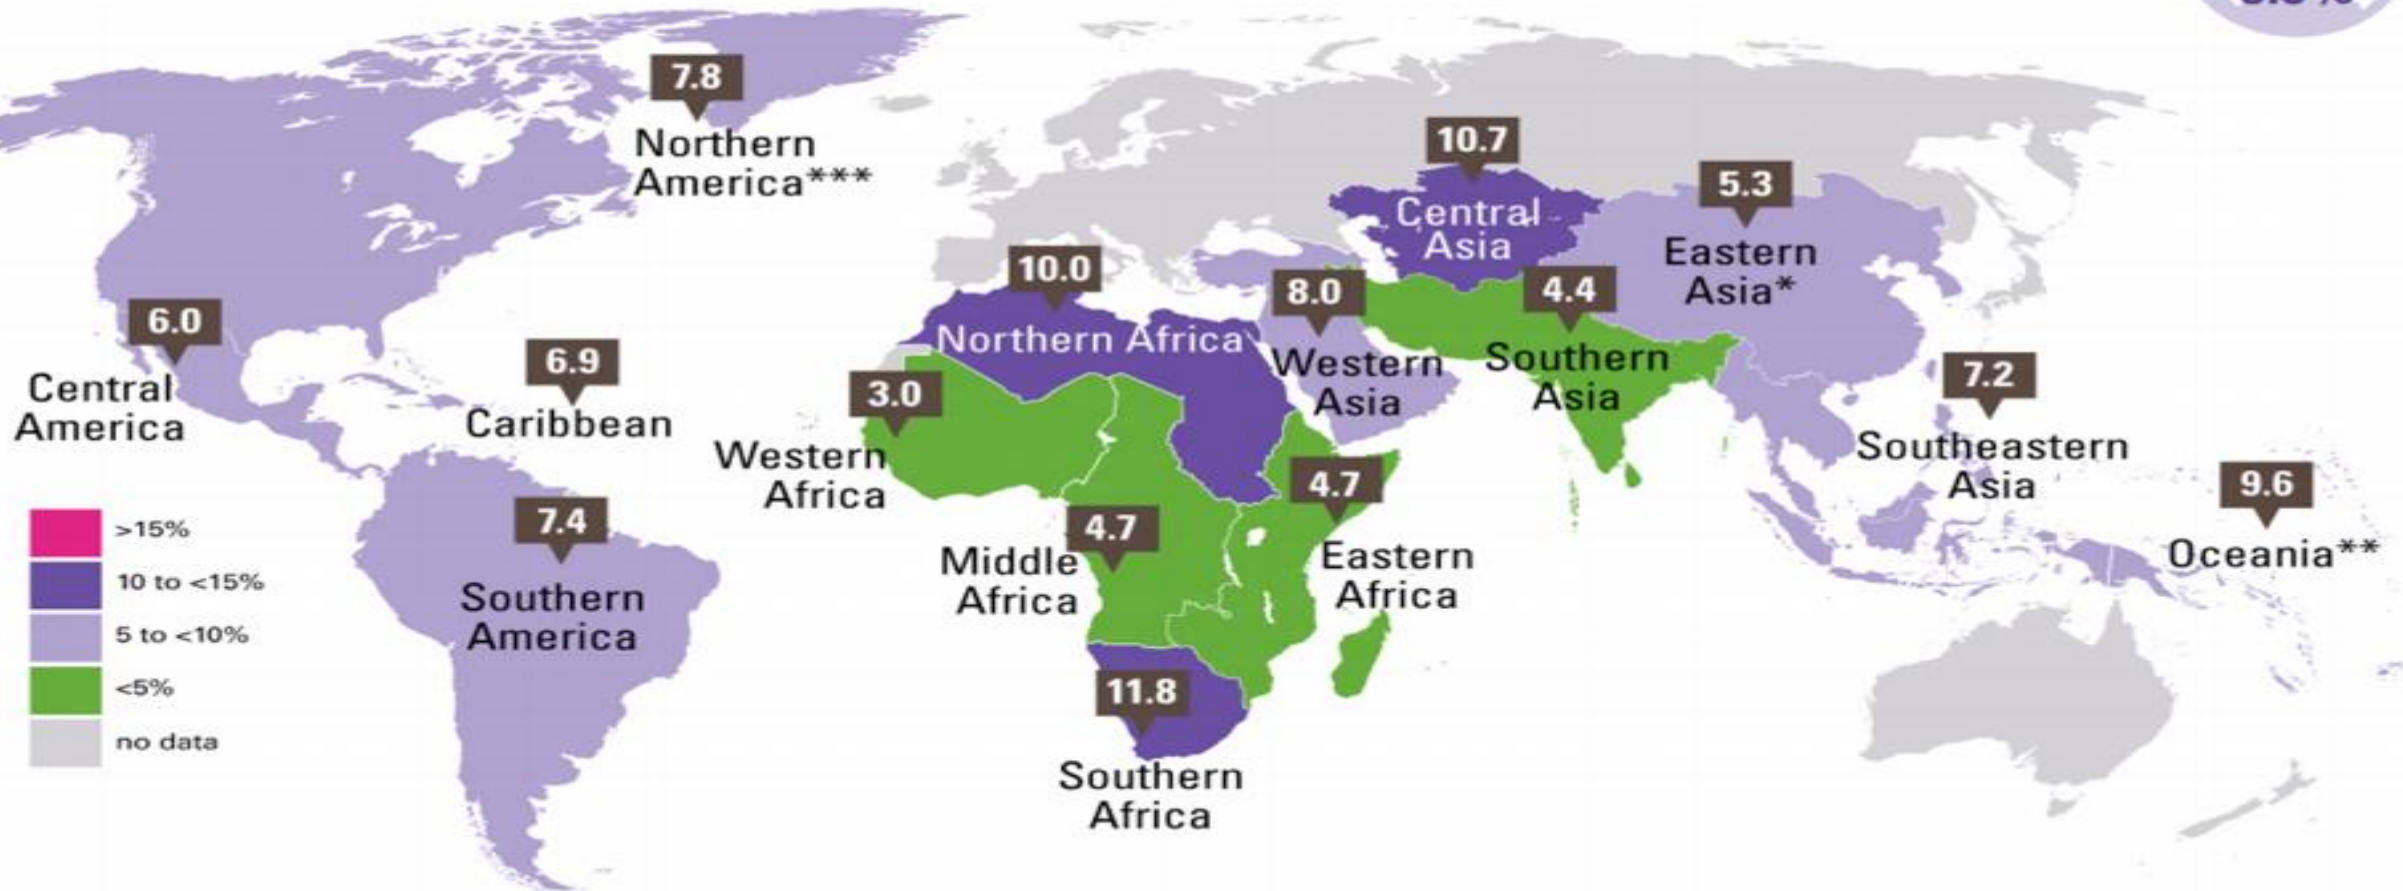 7.8
Northern
America***
10.7
Central
Asia
5.3
Eastern
Asia*
10.0
Northern Africa
8.0
Western
Asia
4.4
Southern
Asia
6.0
Central
America
6.9
Caribbean
3.0
Western
Africa
7.2
Southeastern
Asia
9.6
Oceania**
7.4
Southern
America
4.7
Middle
Africa
4.7
Eastern
Africa
11.8
Southern
Africa
>15%
10 to <15%
5 to <10%
<5%
no data